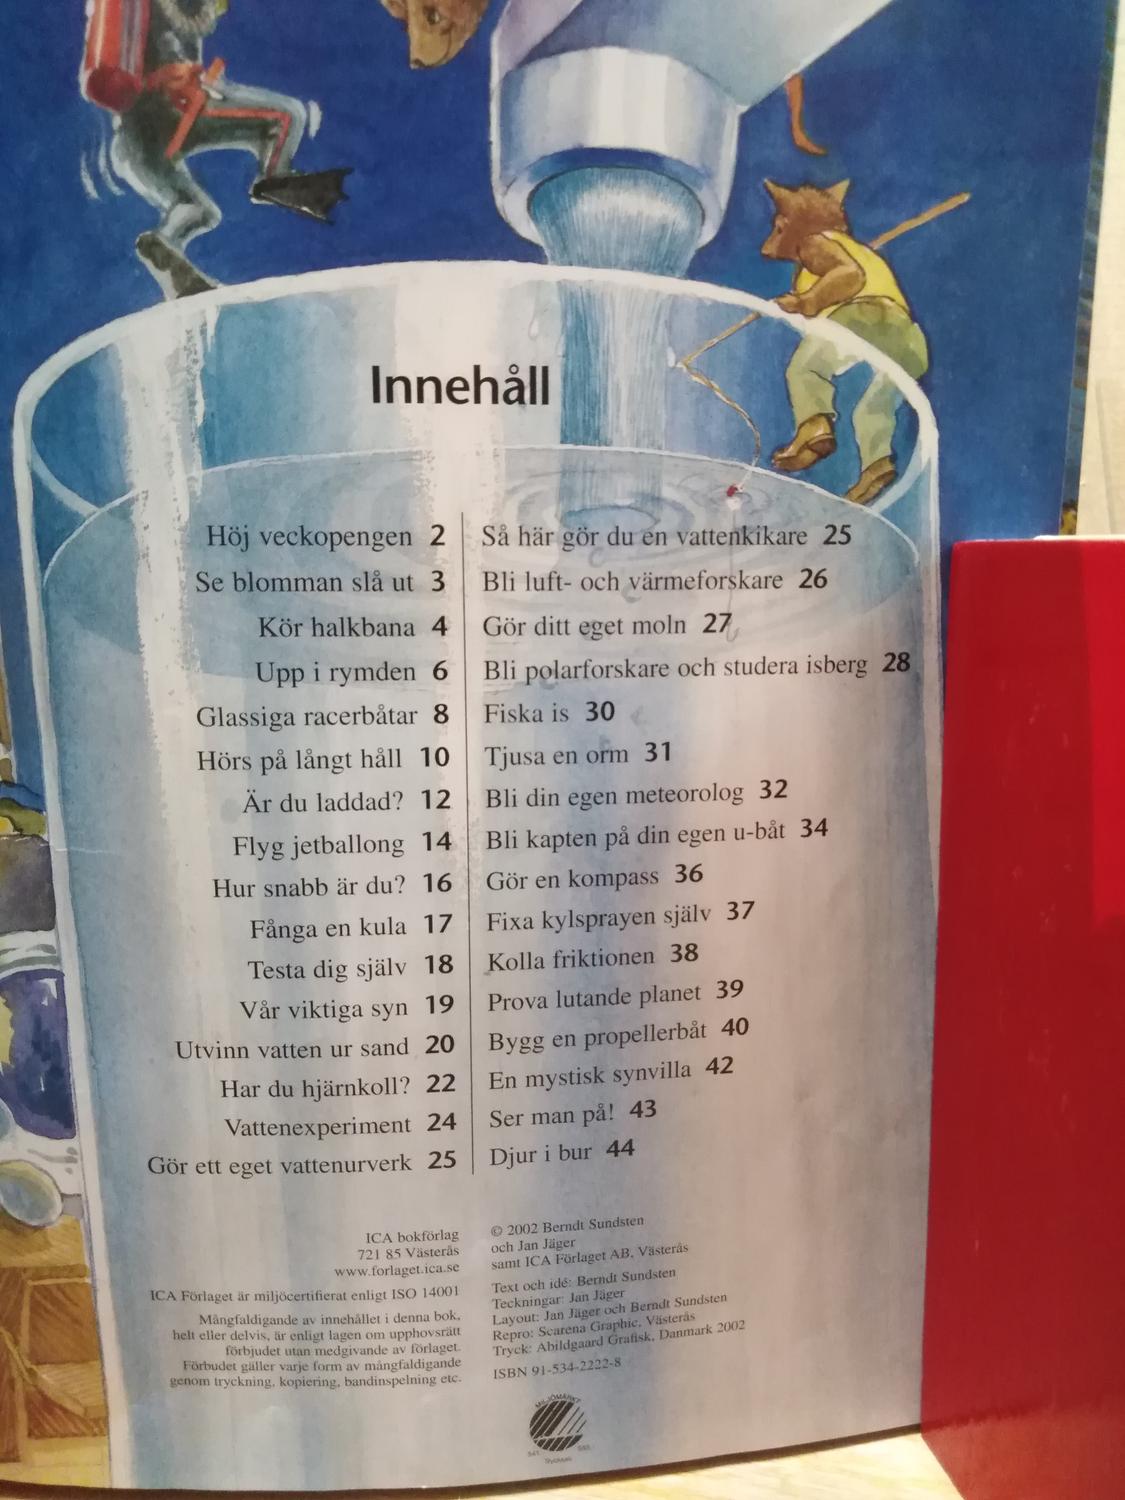 Innehåll
Höj veckopengen 2
Se blomman slå ut 3
Kör halkbana 4
Upp i rymden 6
Glassiga racerbåtar 8
Hörs på långt håll 10
Är du laddad? 12
Flyg jetballong 14
Hur snabb är du? 16
Fånga en kula 17
Testa dig själv 18
Vår viktiga syn 19
Utvinn vatten ur sand 20
Har du hjärnkoll? 22
Vattenexperiment 24
Gör ett eget vattenurverk 25
Så här gör du en vattenkikare 25
Bli luft- och värmeforskare 26
Gör ditt eget moln 27
Bli polarforskare och studera isberg 28
Fiska is 30
Tjusa en orm 31
Bli din egen meteorolog 32
Bli kapten på din egen u-båt 34
Gör en kompass 36
Fixa kylsprayen själv 37
Kolla friktionen 38
Prova lutande planet 39
Bygg en propellerbåt 40
En mystisk synvilla 42
Ser man på! 43
Djur i bur 44
ICA bokförlag
721 85 Västerås
www.forlaget.ica.se
ICA Förlaget är miljöcertifierat enligt ISO 14001
Mångfaldigande av innehållet i denna bok,
helt eller delvis, är enligt lagen om upphovsrätt
förbjudet utan medgivande av förlaget.
Förbudet gäller varje form av mångfaldigande
genom tryckning, kopiering, bandinspelning etc.
© 2002 Berndt Sundsten
och Jan Jäger
samt ICA Förlaget AB, Västerås
Text och idé: Berndt Sundsten
Teckningar: Jan Jäger
Layout: Jan Jäger och Berndt Sundsten
Repro: Scarena Graphic, Västerås
Tryck: Abildgaard Grafisk, Danmark 2002
ISBN 91-534-2222-8
MILJÖMÄRKT
541